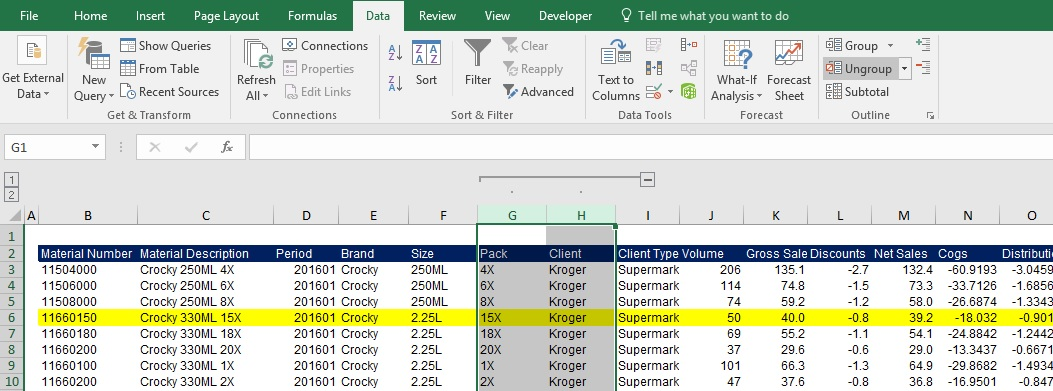 File Home Insert Page Layout Formulas Data Review View Developer Tell me what you want to do
Show Queries Connections Clear Group
From Table Properties Reapply Ungroup
Get External Data New Query Recent Sources Refresh All Edit Links A Z Z A Sort Filter Advanced Text to Columns What-If Analysis Forecast Sheet Subtotal
Get & Transform Connections Sort & Filter Data Tools Forecast Outline
G1 fx
1
2
A B C D E F G H I J K L M N O
1
2 Material Number Material Description Period Brand Size Pack Client Client Type Volume Gross Sale Discounts Net Sales Cogs Distributi
3 11504000 Crocky 250ML 4X 201601 Crocky 250ML 4X Kroger Supermark 206 135.1 -2.7 132.4 -60.9193 -3.0459
4 11506000 Crocky 250ML 6X 201601 Crocky 250ML 6X Kroger Supermark 114 74.8 -1.5 73.3 -33.7126 -1.6856
5 11508000 Crocky 250ML 8X 201601 Crocky 250ML 8X Kroger Supermark 74 59.2 -1.2 58.0 -26.6874 -1.3343
6 11660150 Crocky 330ML 15X 201601 Crocky 2.25L 15X Kroger Supermark 50 40.0 -0.8 39.2 -18.032 -0.901
7 11660180 Crocky 330ML 18X 201601 Crocky 2.25L 18X Kroger Supermark 69 55.2 -1.1 54.1 -24.8842 -1.2442
8 11660200 Crocky 330ML 20X 201601 Crocky 2.25L 20X Kroger Supermark 37 29.6 -0.6 29.0 -13.3437 -0.6671
9 11660100 Crocky 330ML 1X 201601 Crocky 2.25L 1X Kroger Supermark 101 66.3 -1.3 64.9 -29.8682 -1.4934
10 11660200 Crocky 330ML 2X 201601 Crocky 2.25L 2X Kroger Supermark 47 37.6 -0.8 36.8